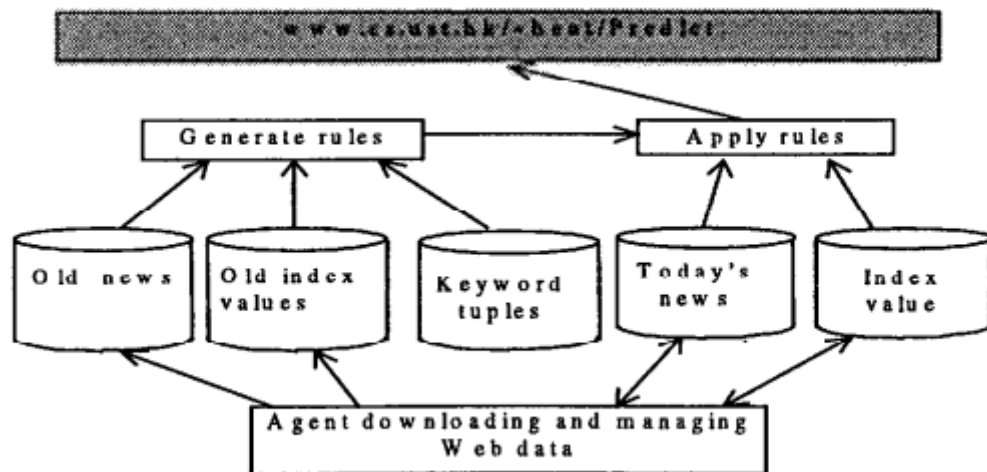 www.cs.ust.hk/~beat/Predict
Generate rules
Apply rules
Old news
Old index
values
Keyword
tuples
Today's
news
Index
value
Agent downloading and managing
Web data